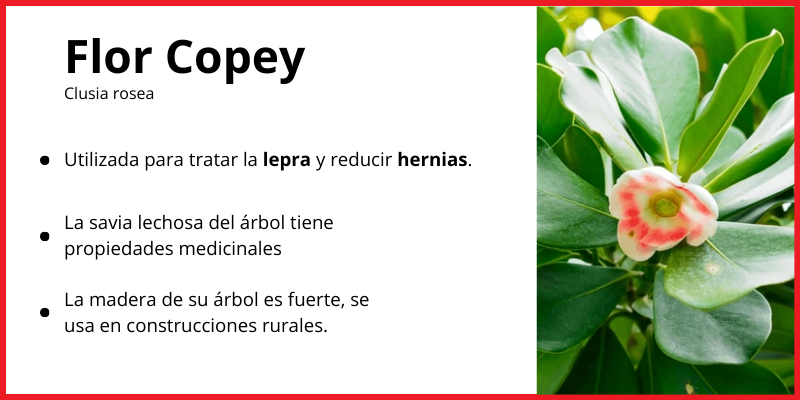 Flor Copey
Clusia rosea
Utilizada para tratar la lepra y reducir hernias.
La savia lechosa del árbol tiene
propiedades medicinales
La madera de su árbol es fuerte, se
usa en construcciones rurales.